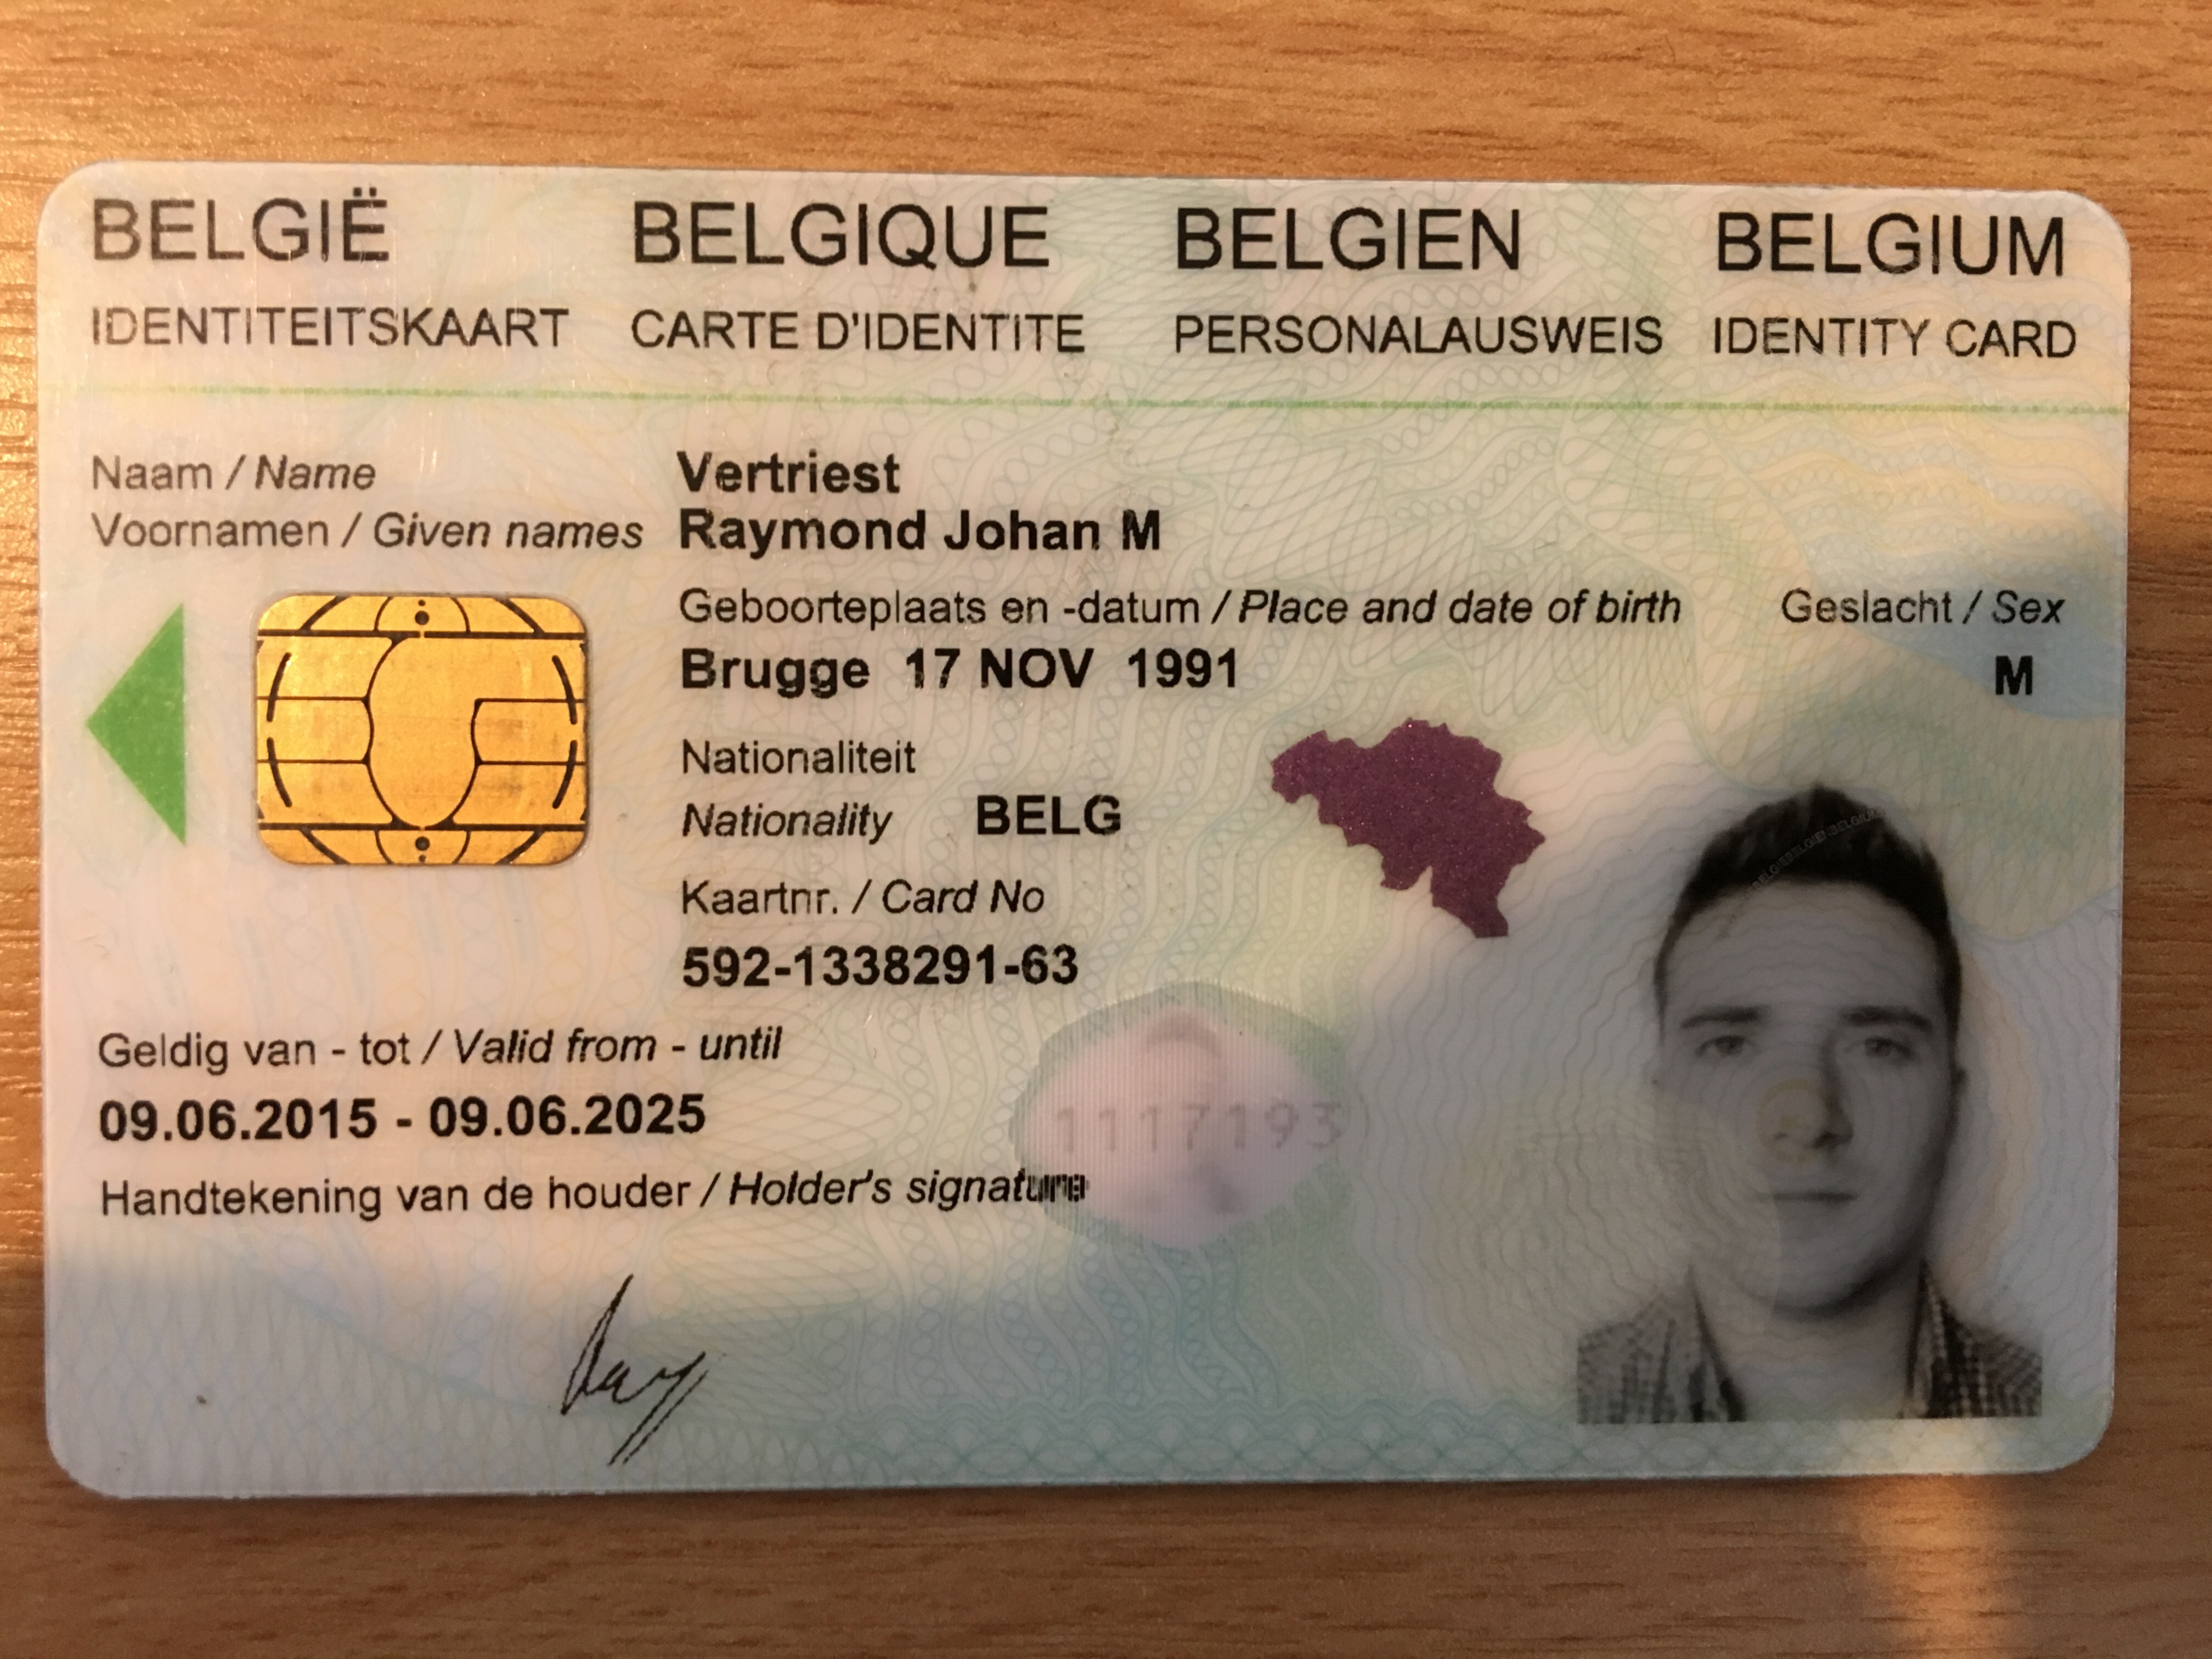 BELGIË BELGIQUE BELGIEN BELGIUM
IDENTITEITSKAART CARTE D'IDENTITE PERSONALAUSWEIS IDENTITY CARD
Naam / Name Vertriest
Voornamen / Given names Raymond Johan M
Geboorteplaats en -datum / Place and date of birth Geslacht / Sex
Brugge 17 NOV 1991 M
Nationaliteit
Nationality BELG
Kaartnr. / Card No
592-1338291-63
Geldig van - tot / Valid from - until
09.06.2015 - 09.06.2025
1117193
Handtekening van de houder / Holder's signature
Ray